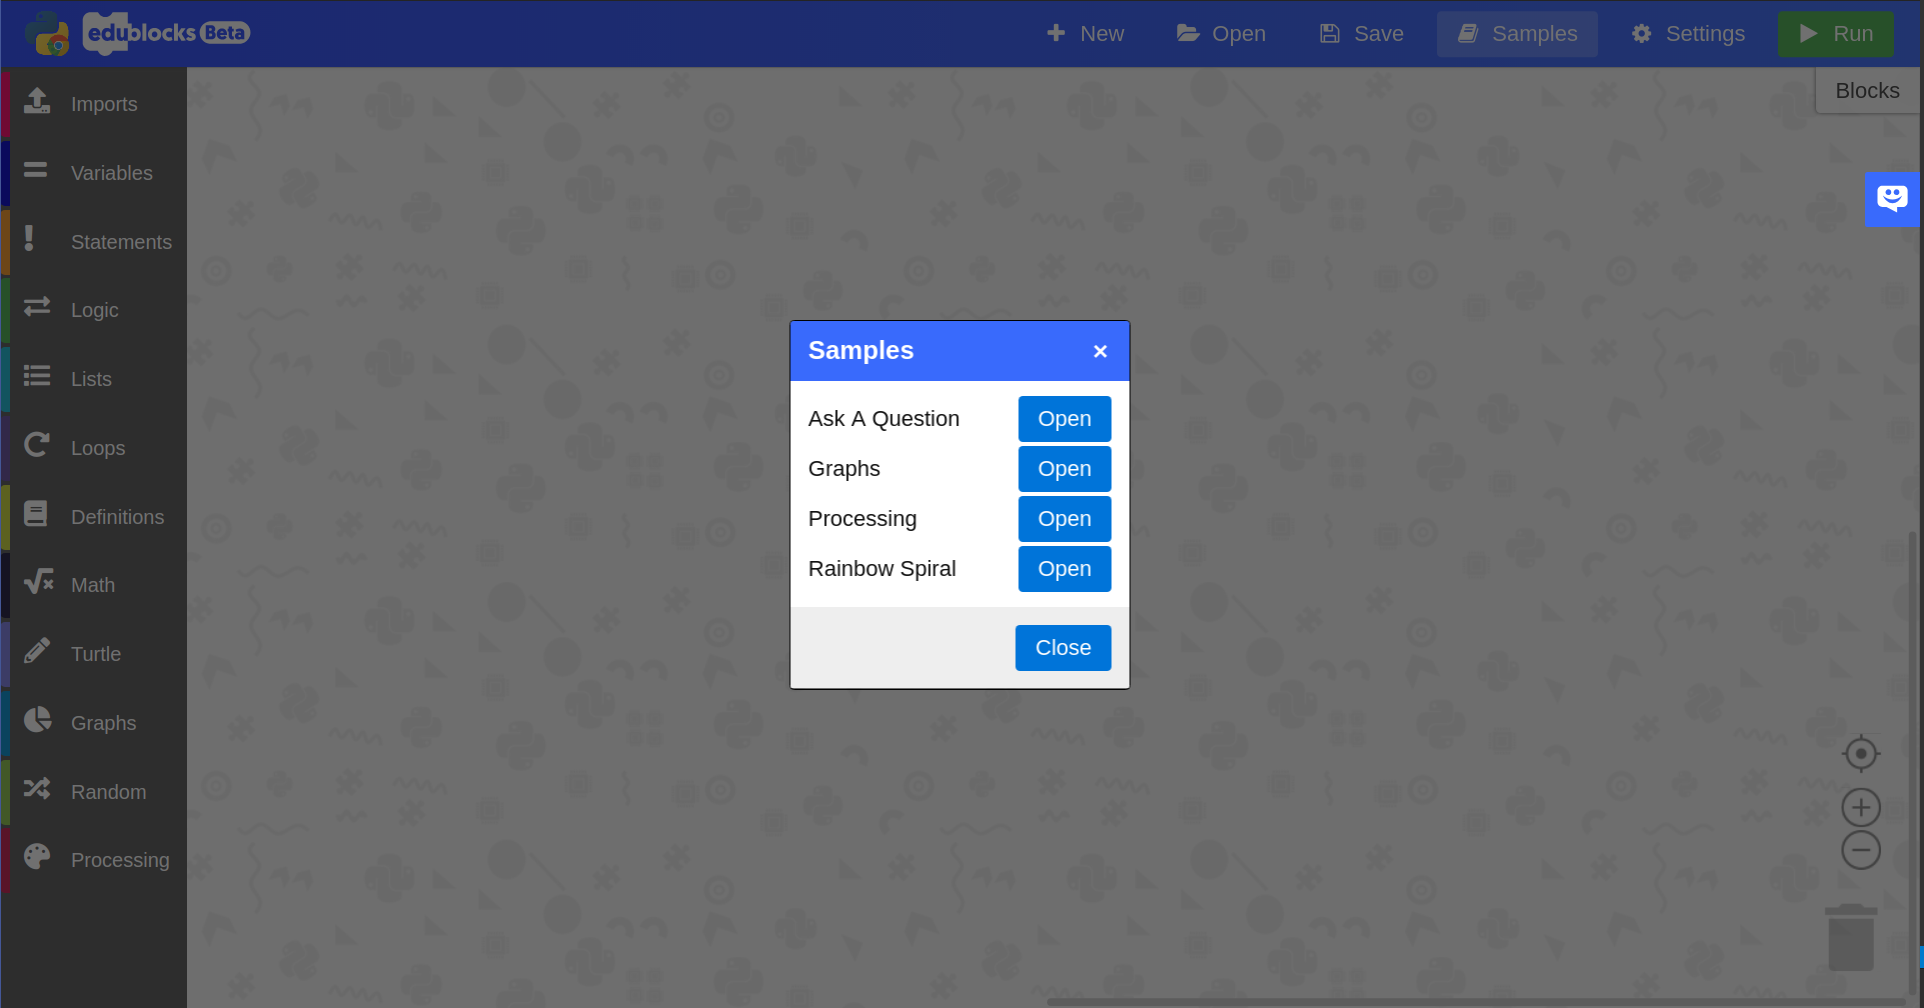 edublocks Beta
New
Open
Save
Samples
Settings
Run
Blocks
Imports
Variables
Statements
Logic
Lists
Loops
Definitions
Math
Turtle
Graphs
Random
Processing
Samples ×
Ask A Question Open
Graphs Open
Processing Open
Rainbow Spiral Open
Close